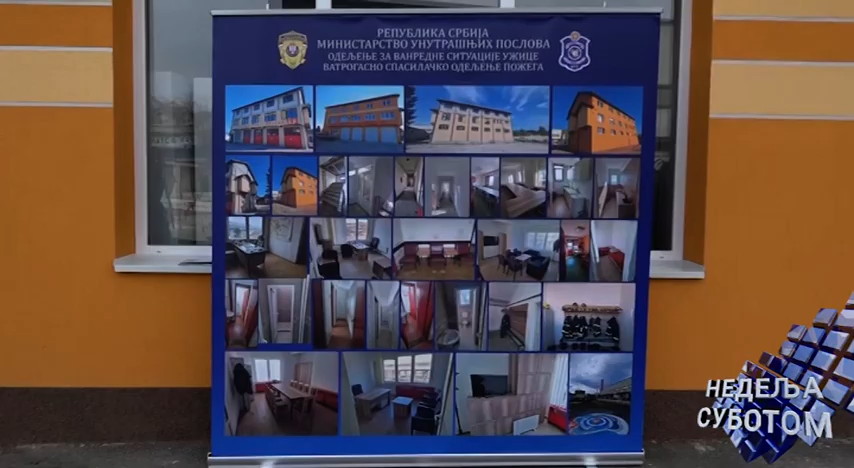 РЕПУБЛИКА СРБИЈА
МИНИСТАРСТВО УНУТРАШЊИХ ПОСЛОВА
ОДЕЉЕЊЕ ЗА ВАНРЕДНЕ СИТУАЦИЈЕ УЖИЦЕ
ВАТРОГАСНО СПАСИЛАЧКО ОДЕЉЕЊЕ ПОЖЕГА
НЕДЕЉА
СУБОТОМ